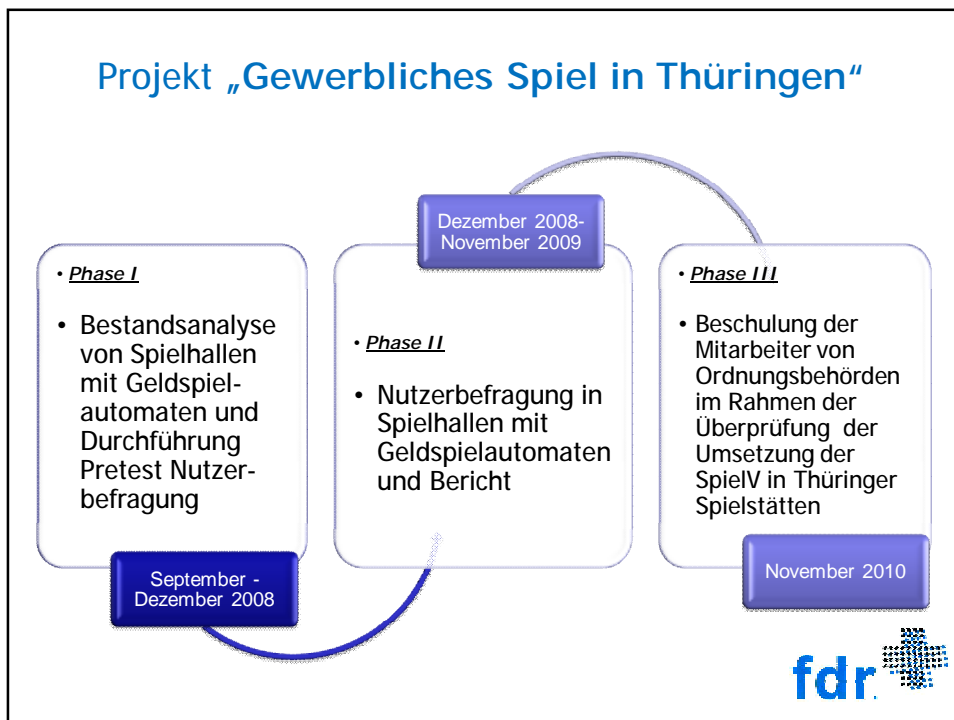 Projekt „Gewerbliches Spiel in Thüringen“
• Phase I
• Bestandsanalyse
von Spielhallen
mit Geldspiel-
automaten und
Durchführung
Pretest Nutzer-
befragung
September -
Dezember 2008
Dezember 2008-
November 2009
• Phase II
• Nutzerbefragung in
Spielhallen mit
Geldspielautomaten
und Bericht
• Phase III
• Beschulung der
Mitarbeiter von
Ordnungsbehörden
im Rahmen der
Überprüfung der
Umsetzung der
SpielV in Thüringer
Spielstätten
November 2010
fdr